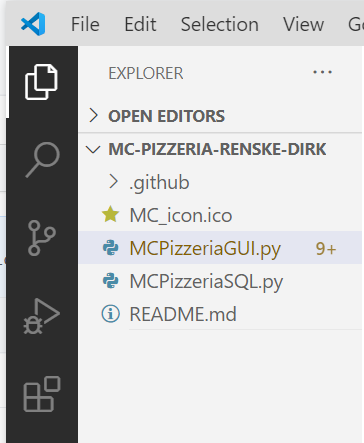 File Edit Selection View Go
EXPLORER ···
OPEN EDITORS
MC-PIZZERIA-RENSKE-DIRK
.github
MC_icon.ico
MCPizzeriaGUI.py 9+
MCPizzeriaSQL.py
README.md